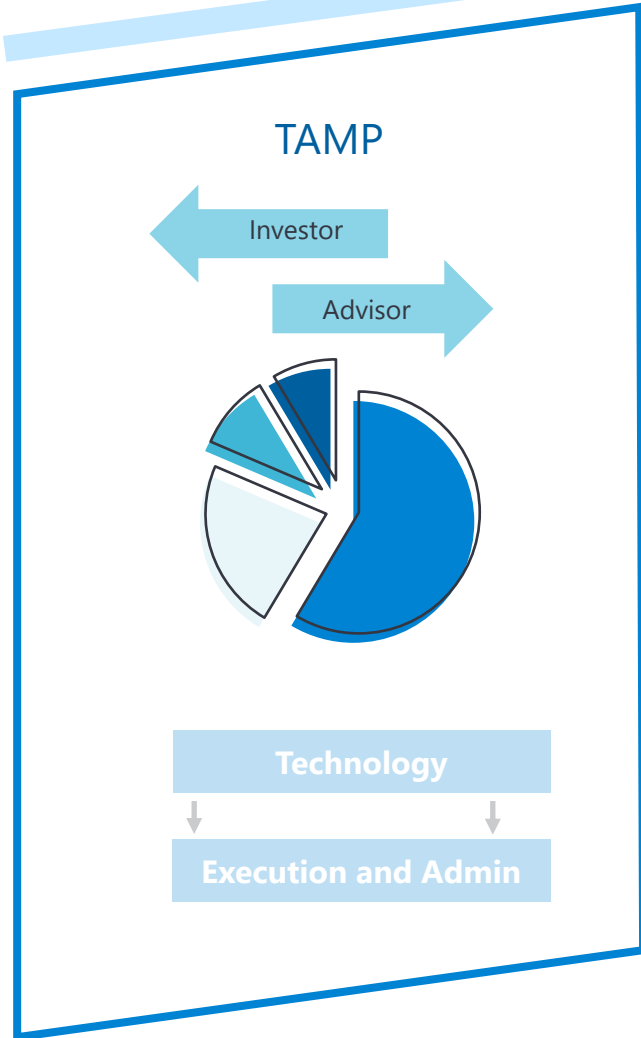 TAMP
Investor
Advisor
Technology
Execution and Admin